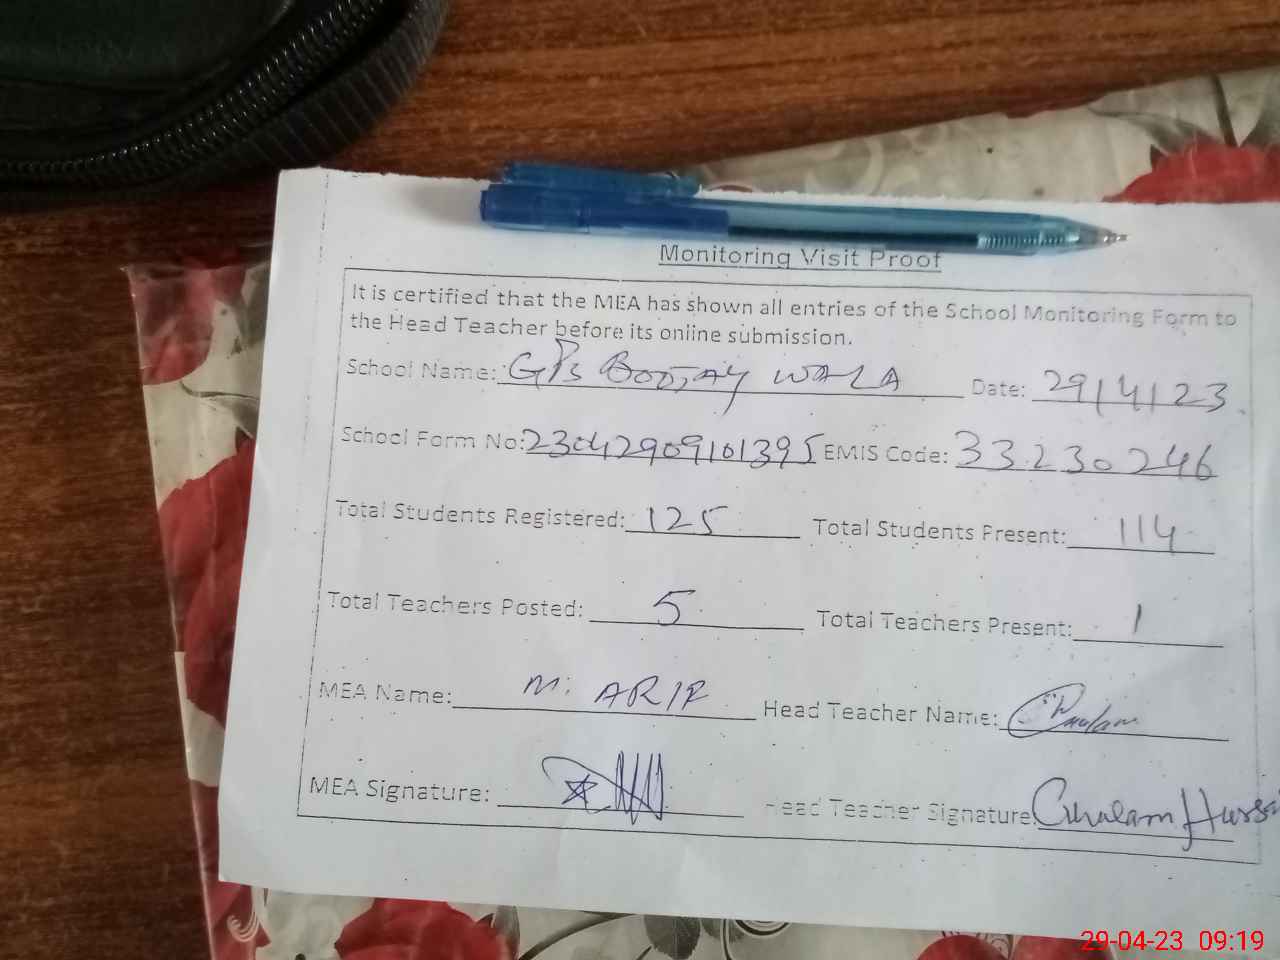 Monitoring Visit Proof
It is certified that the MEA has shown all entries of the School Monitoring Form to
the Head Teacher before its online submission.
School Name: GPS BOOJAY WALA Date: 29/4/23
School Form No: 23042909101395 EMIS Code: 33230246
Total Students Registered: 125 Total Students Present: 114
Total Teachers Posted: 5 Total Teachers Present: 1
MEA Name: M. ARIF Head Teacher Name:
MEA Signature: Head Teacher Signature: Ghulam Hussa
29-04-23 09:19